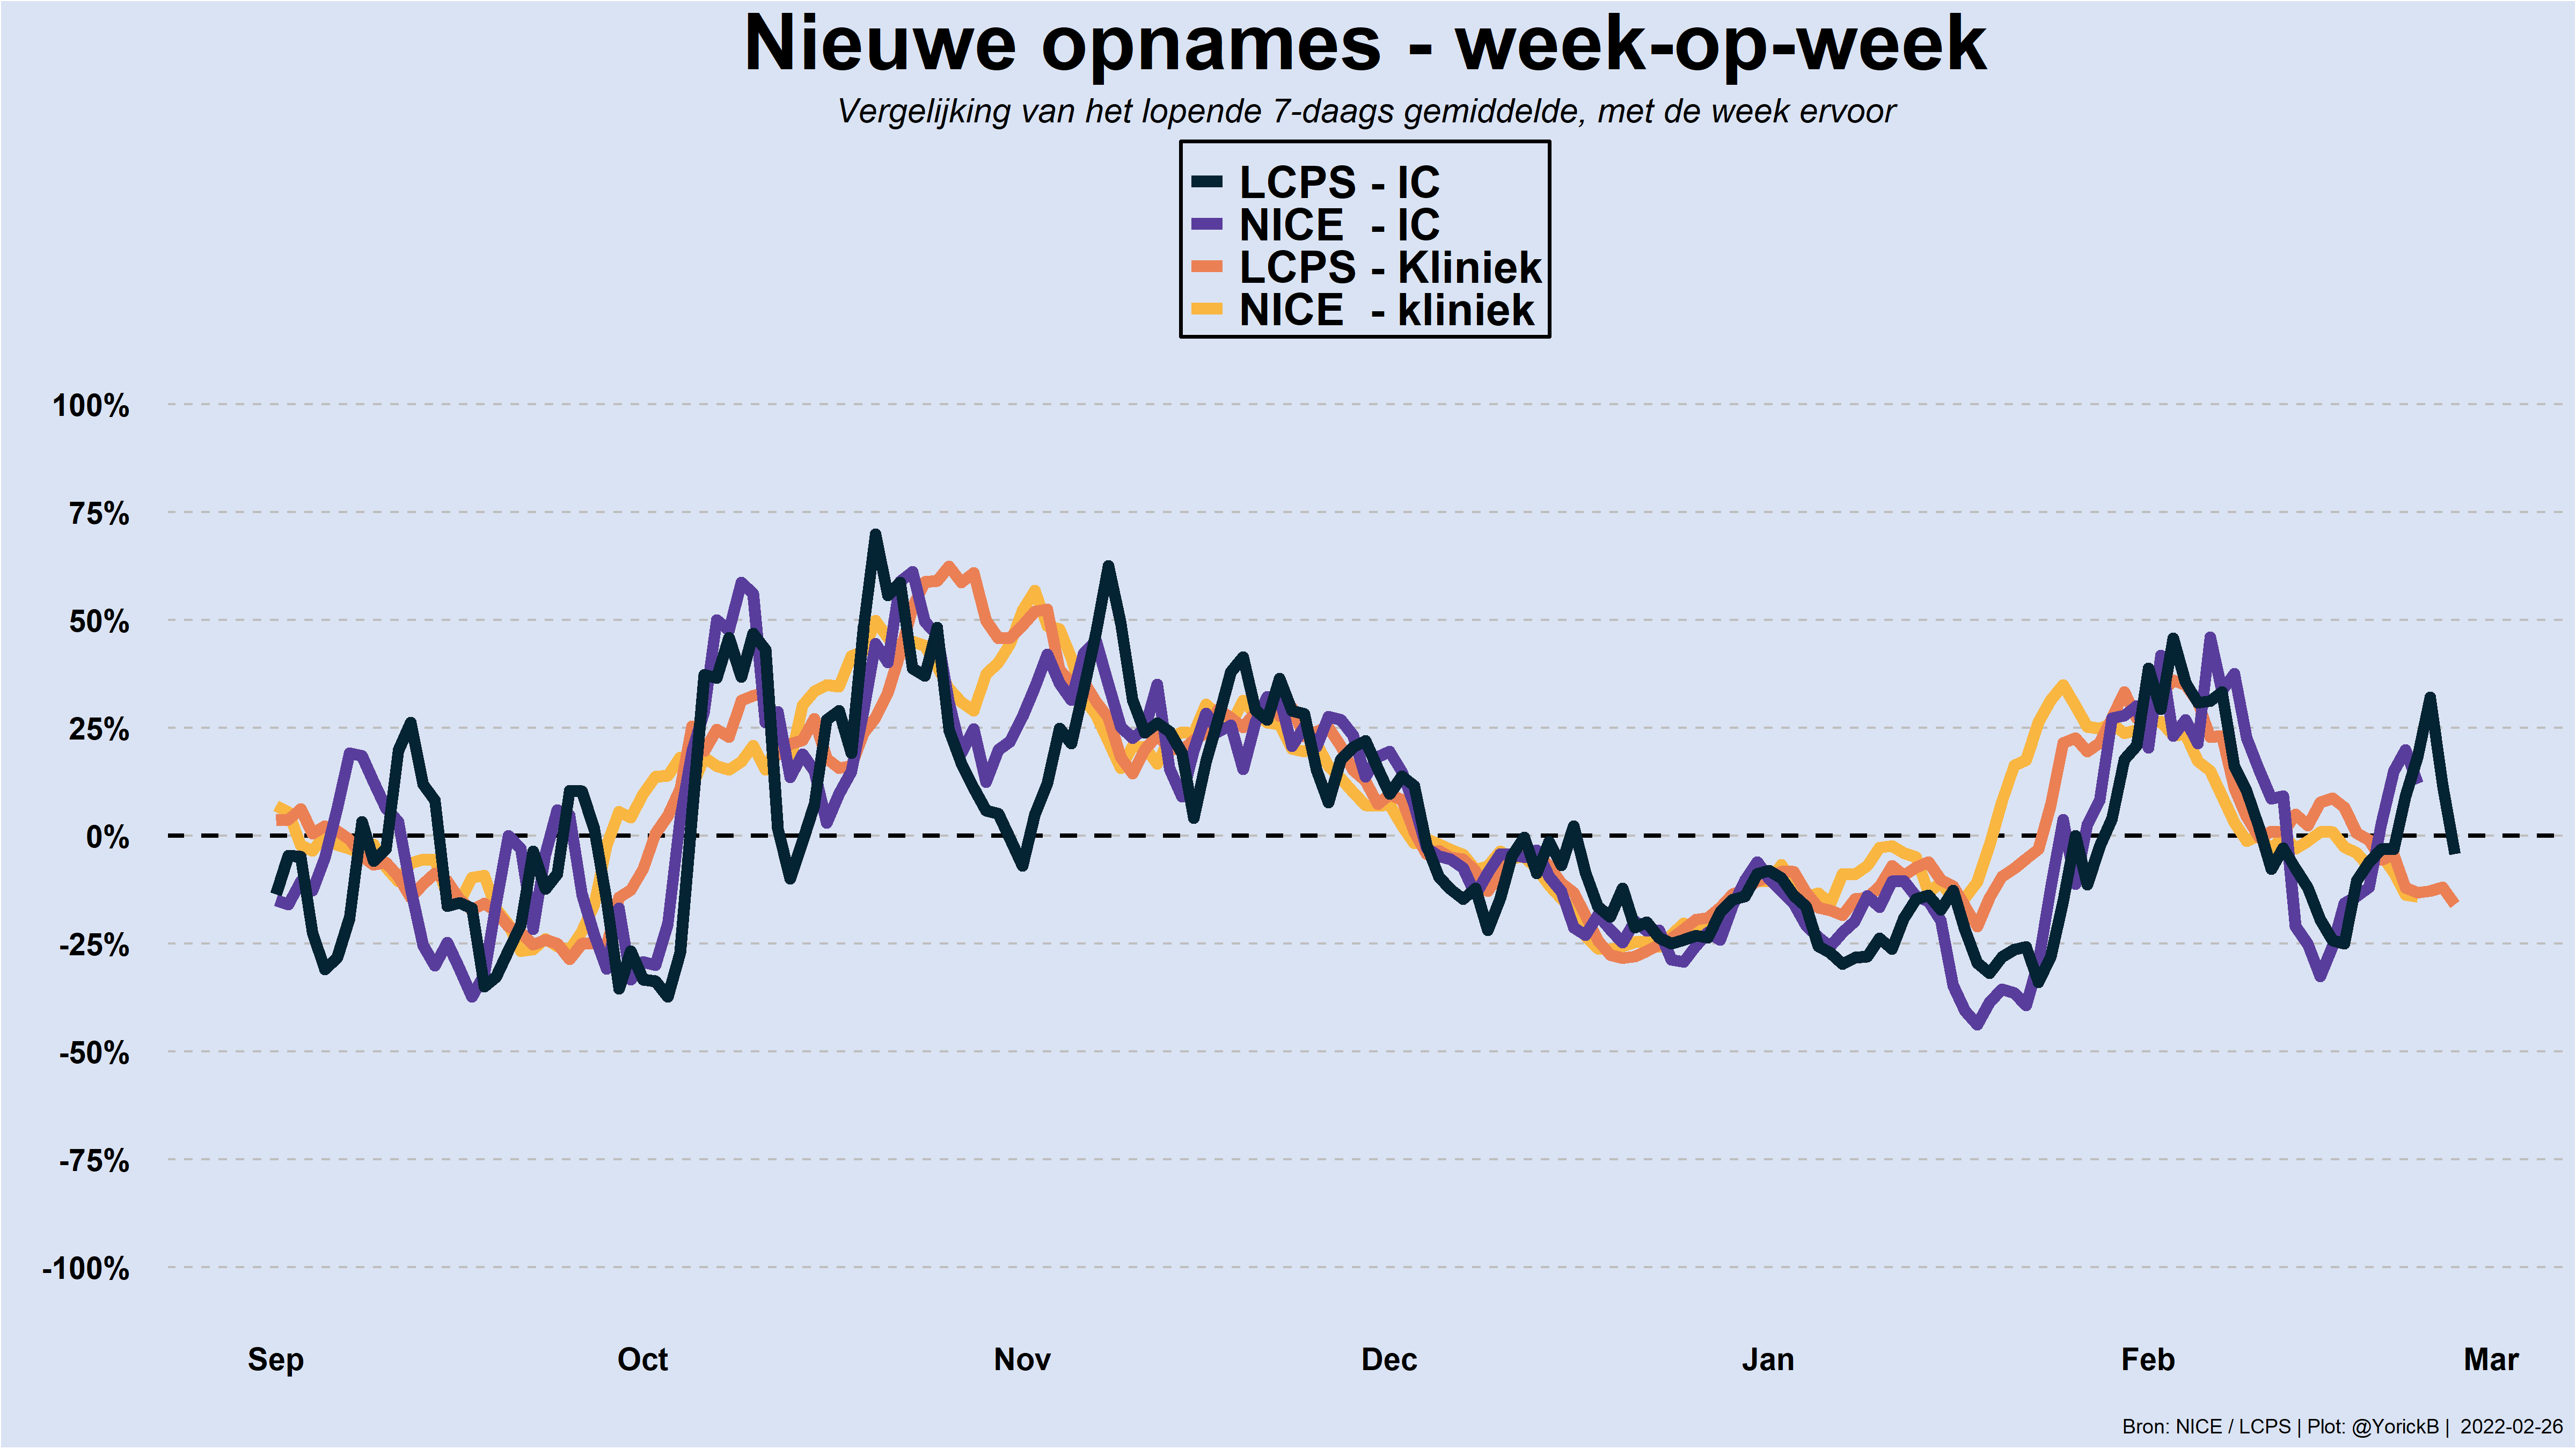 Nieuwe opnames - week-op-week
Vergelijking van het lopende 7-daags gemiddelde, met de week ervoor
LCPS - IC
NICE - IC
LCPS - Kliniek
NICE - kliniek
100%
75%
50%
25%
0%
-25%
-50%
-75%
-100%
Sep Oct Nov Dec Jan Feb Mar
Bron: NICE / LCPS | Plot: @YorickB | 2022-02-26